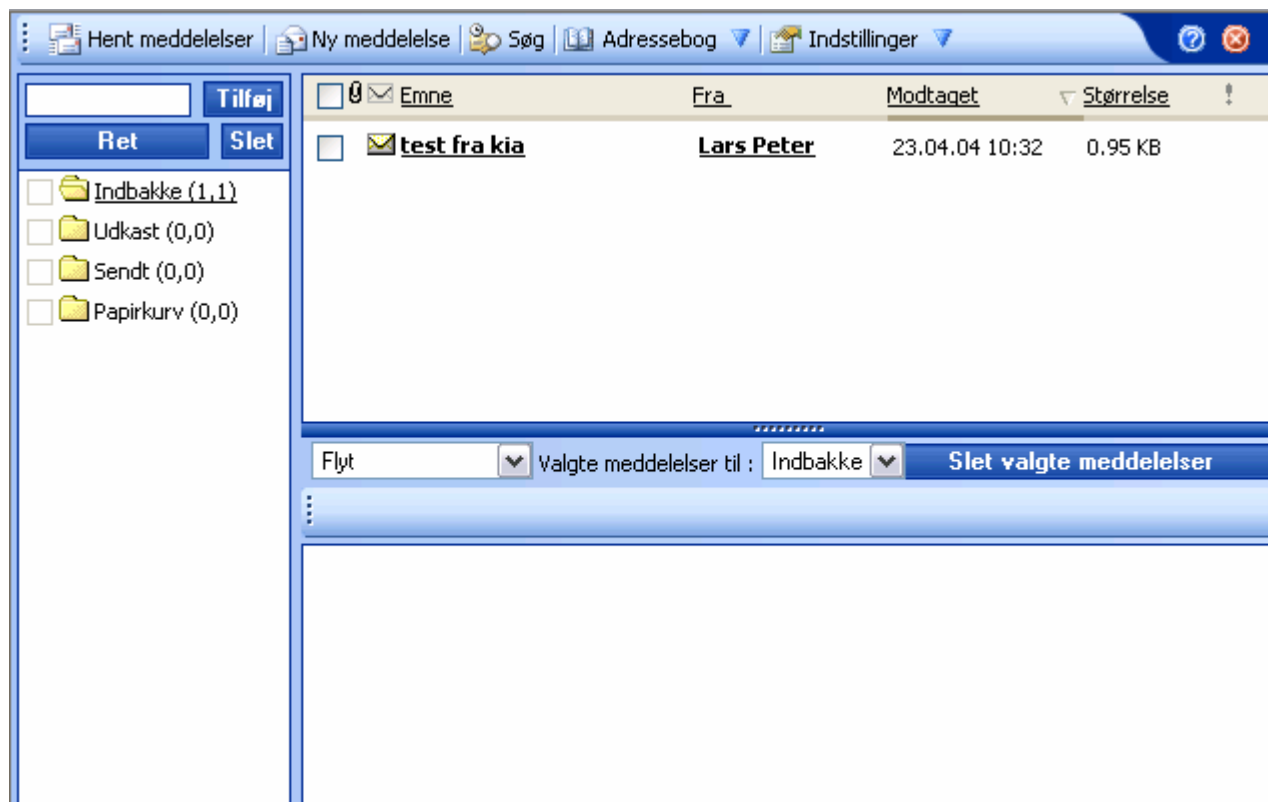 Hent meddelelser Ny meddelelse Søg Adressebog Indstillinger
Tilføj
Ret Slet
Indbakke (1,1)
Udkast (0,0)
Sendt (0,0)
Papirkurv (0,0)
Emne Fra Modtaget Størrelse !
test fra kia Lars Peter 23.04.04 10:32 0.95 KB
Flyt Valgte meddelelser til : Indbakke Slet valgte meddelelser